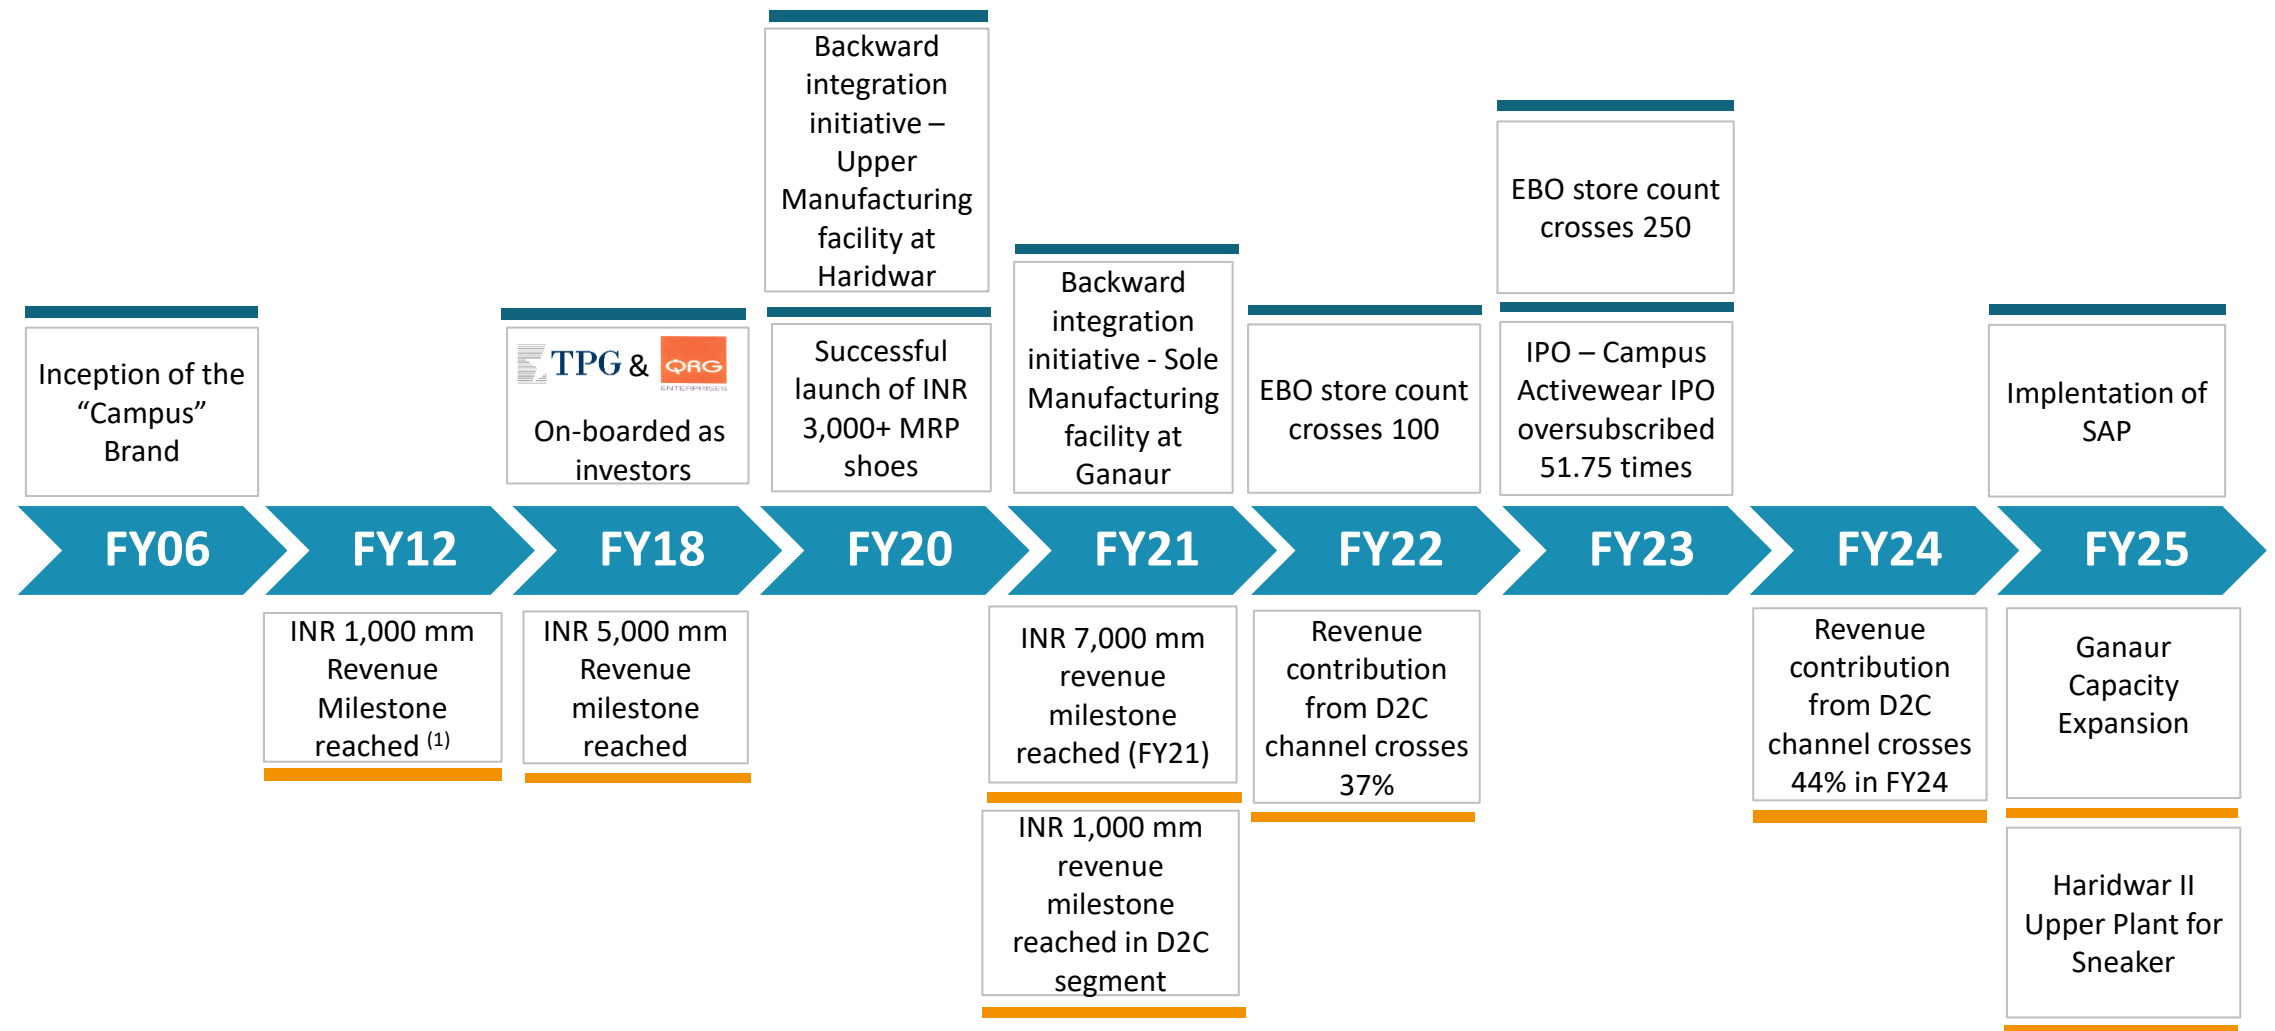 Backward
integration
initiative –
Upper
Manufacturing
facility at
Haridwar
Successful
launch of INR
3,000+ MRP
shoes
EBO store count
crosses 250
IPO – Campus
Activewear IPO
oversubscribed
51.75 times
Backward
integration
initiative - Sole
Manufacturing
facility at
Ganaur
Inception of the
“Campus”
Brand
TPG & QRG
ENTERPRISES
On-boarded as
investors
EBO store count
crosses 100
Implentation of
SAP
FY06 FY12 FY18 FY20 FY21 FY22 FY23 FY24 FY25
INR 1,000 mm
Revenue
Milestone
reached (1)
INR 5,000 mm
Revenue
milestone
reached
INR 7,000 mm
revenue
milestone
reached (FY21)
INR 1,000 mm
revenue
milestone
reached in D2C
segment
Revenue
contribution
from D2C
channel crosses
37%
Revenue
contribution
from D2C
channel crosses
44% in FY24
Ganaur
Capacity
Expansion
Haridwar II
Upper Plant for
Sneaker